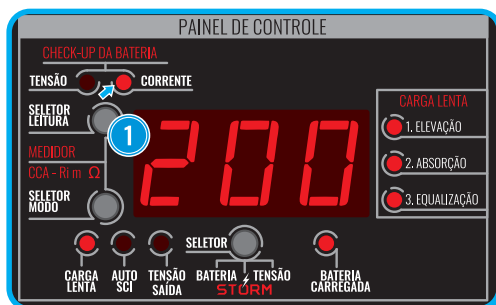 PAINEL DE CONTROLE
CHECK-UP DA BATERIA
TENSÃO
CORRENTE
SELETOR
LEITURA
1
MEDIDOR
CCA - Ri m Ω
SELETOR
MODO
200
CARGA LENTA
1. ELEVAÇÃO
2. ABSORÇÃO
3. EQUALIZAÇÃO
SELETOR
CARGA
LENTA
AUTO
SCI
TENSÃO
SAÍDA
BATERIA TENSÃO
STORM
BATERIA
CARREGADA